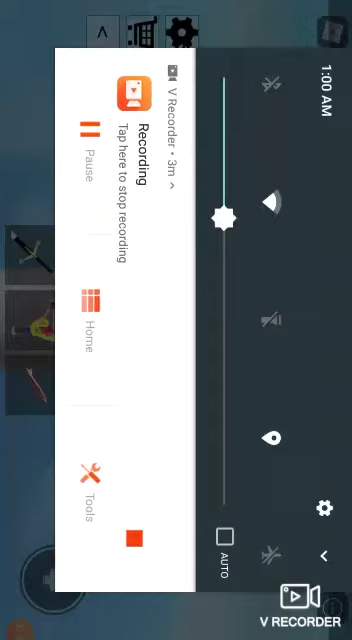 1:00 AM
AUTO
V Recorder • 3m
Recording
Tap here to stop recording
Pause
Home
Tools
V RECORDER